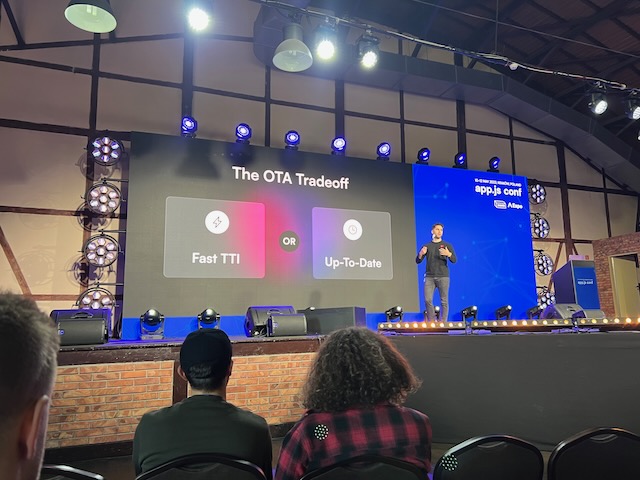 The OTA Tradeoff
Fast TTI
OR
Up-To-Date
app.js conf